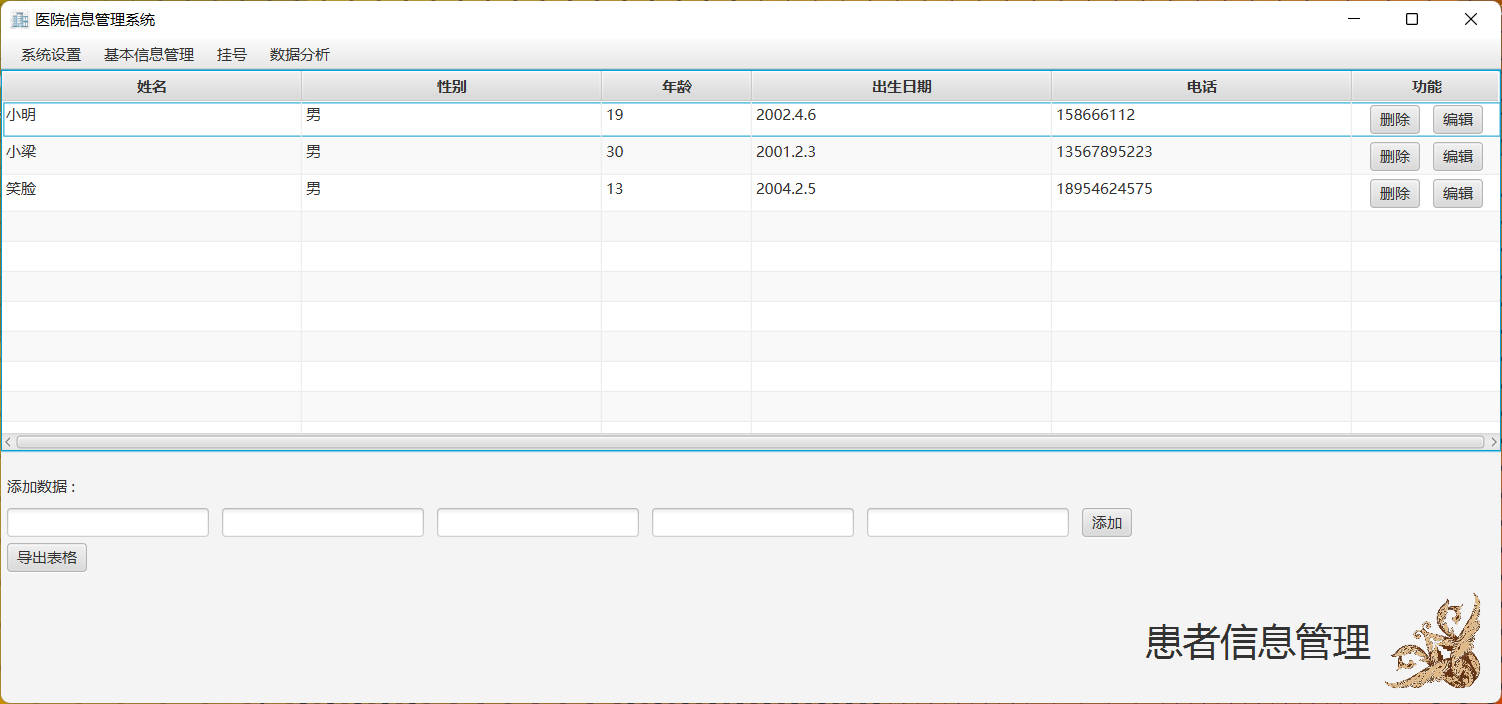 医院信息管理系统
系统设置 基本信息管理 挂号 数据分析
姓名 性别 年龄 出生日期 电话 功能
小明 男 19 2002.4.6 158666112 删除 编辑
小梁 男 30 2001.2.3 13567895223 删除 编辑
笑脸 男 13 2004.2.5 18954624575 删除 编辑
添加数据：
添加
导出表格
患者信息管理